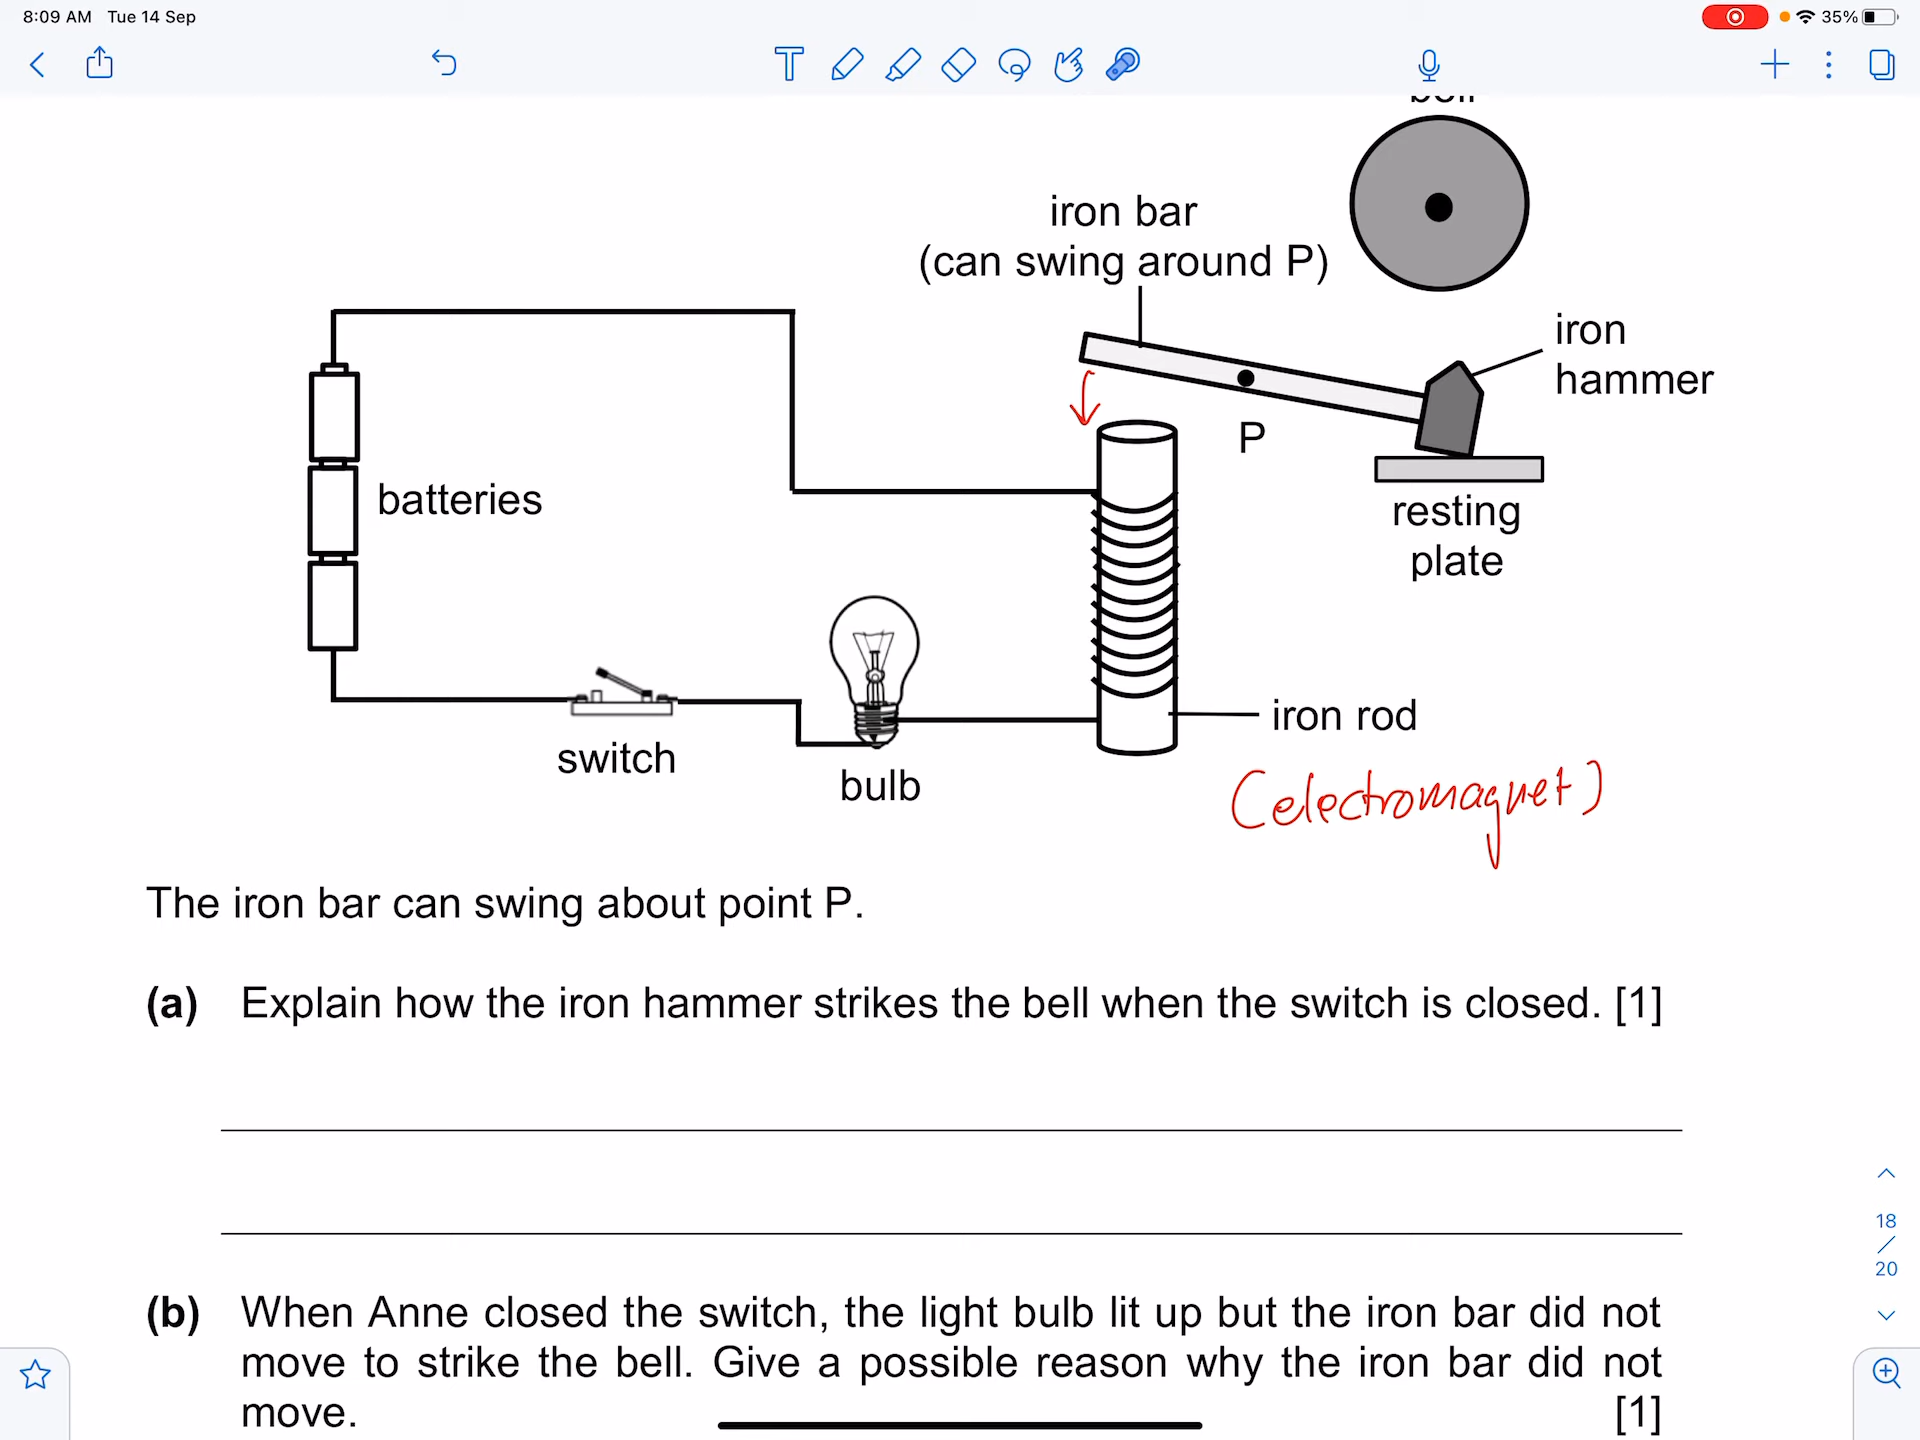 8:09 AM Tue 14 Sep
35%
bell
iron bar
(can swing around P)
iron
hammer
P
batteries
resting
plate
switch
bulb
iron rod
(electromagnet)
The iron bar can swing about point P.
(a) Explain how the iron hammer strikes the bell when the switch is closed. [1]
18
/
20
(b) When Anne closed the switch, the light bulb lit up but the iron bar did not
move to strike the bell. Give a possible reason why the iron bar did not
move. [1]